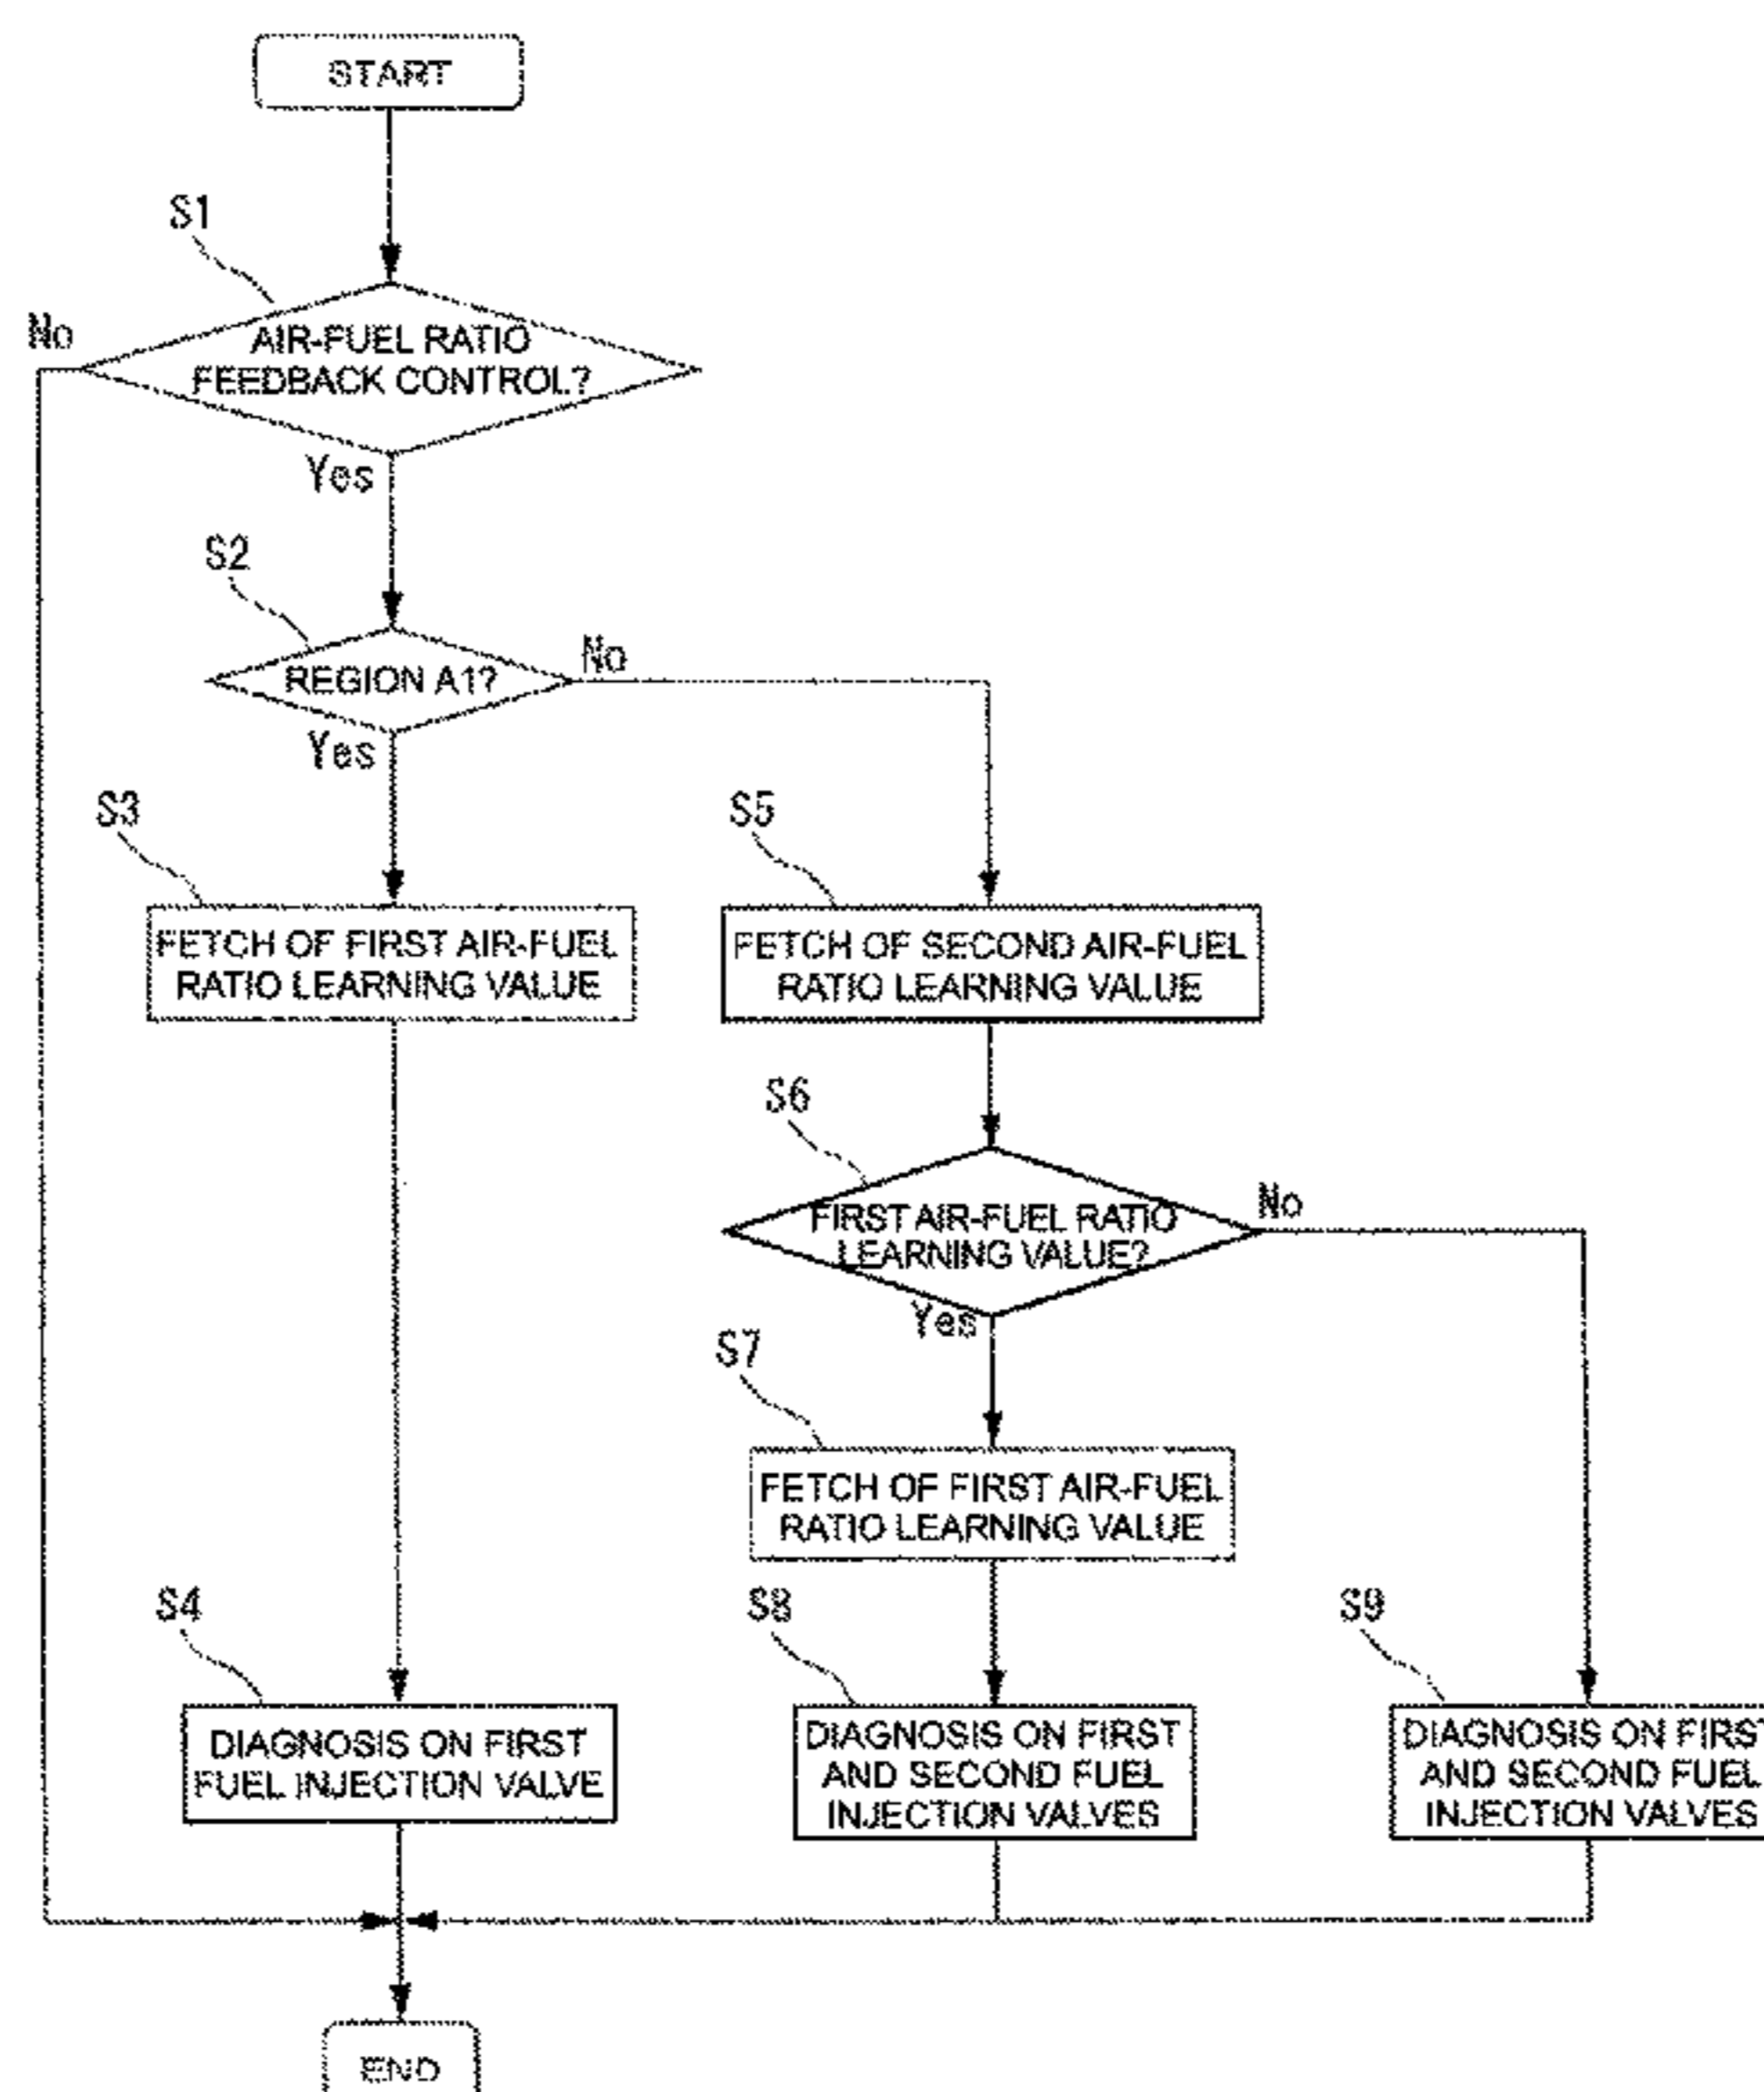 START
S1
No
AIR-FUEL RATIO
FEEDBACK CONTROL?
Yes
S2
REGION A1?
No
Yes
S3
FETCH OF FIRST AIR-FUEL
RATIO LEARNING VALUE
S5
FETCH OF SECOND AIR-FUEL
RATIO LEARNING VALUE
S6
FIRST AIR-FUEL RATIO
LEARNING VALUE?
No
Yes
S7
FETCH OF FIRST AIR-FUEL
RATIO LEARNING VALUE
S4
DIAGNOSIS ON FIRST
FUEL INJECTION VALVE
S8
DIAGNOSIS ON FIRST
AND SECOND FUEL
INJECTION VALVES
S9
DIAGNOSIS ON FIRST
AND SECOND FUEL
INJECTION VALVES
END